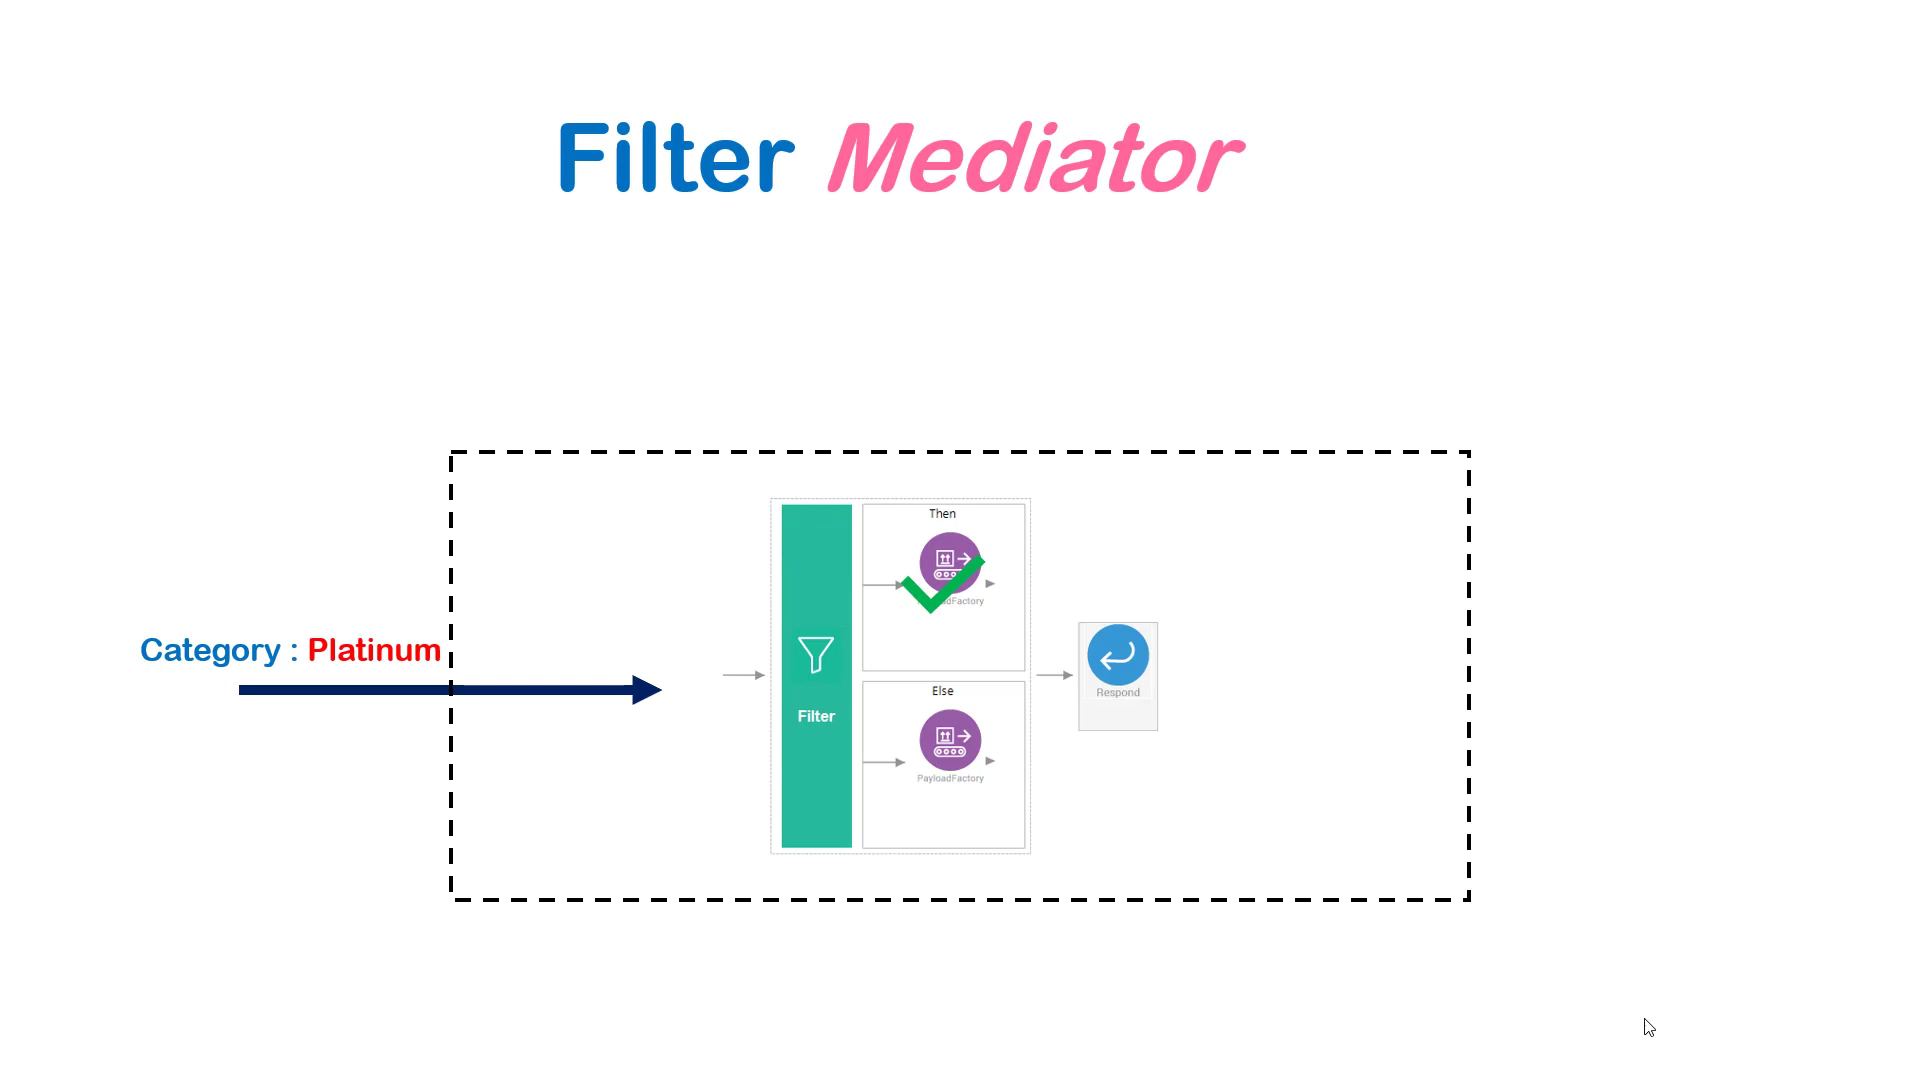 Filter Mediator
Then
Category : Platinum
Respond
Else
Filter
PayloadFactory